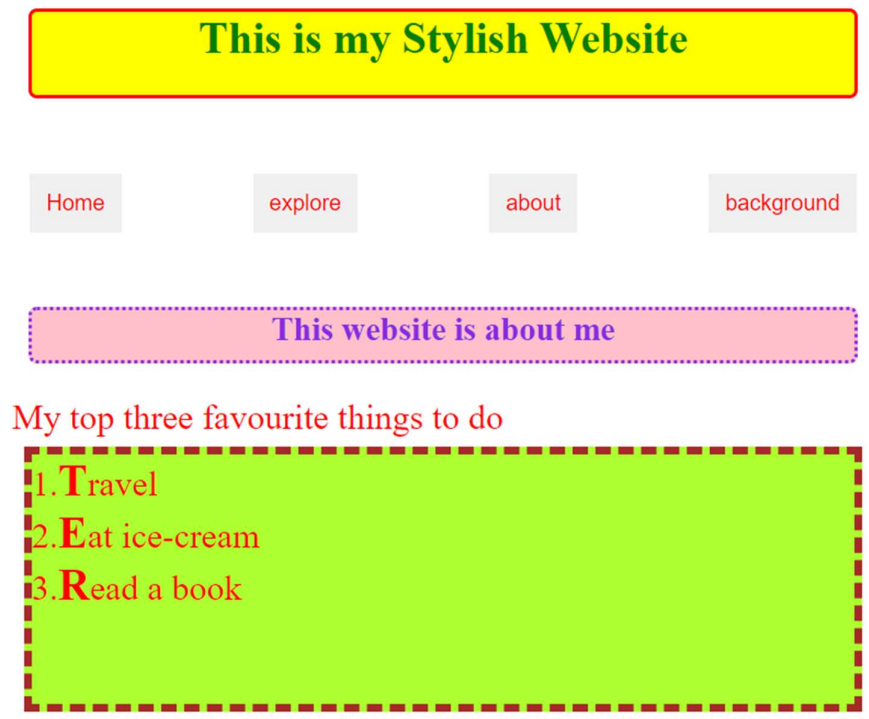 This is my Stylish Website
Home explore about background
This website is about me
My top three favourite things to do
1.Travel
2.Eat ice-cream
3.Read a book